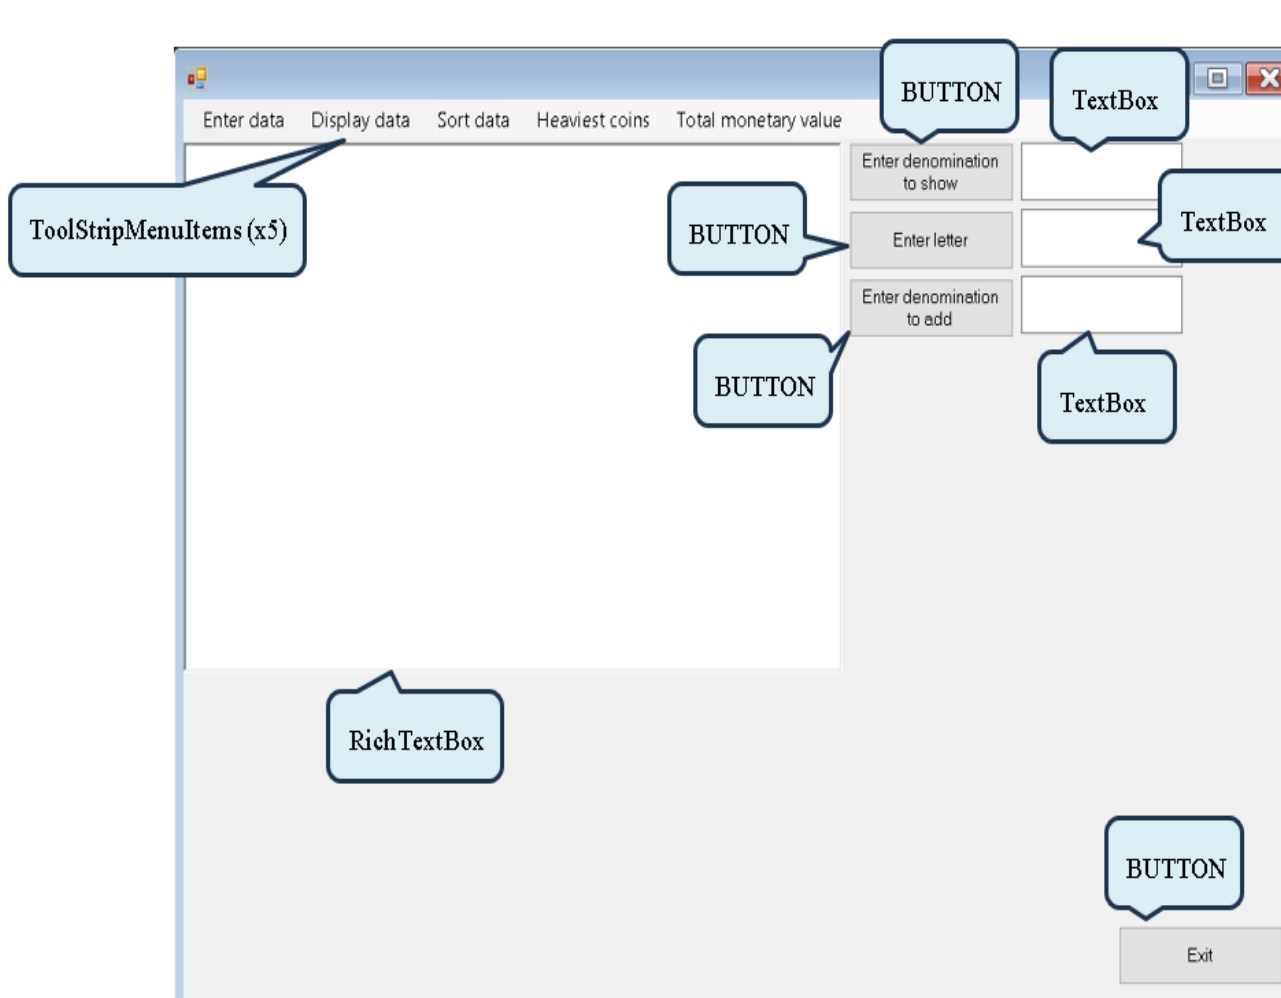 BUTTON
TextBox
Enter data Display data Sort data Heaviest coins Total monetary value
Enter denomination
to show
ToolStripMenuItems (x5)
BUTTON
Enter letter
TextBox
Enter denomination
to add
BUTTON
TextBox
RichTextBox
BUTTON
Exit